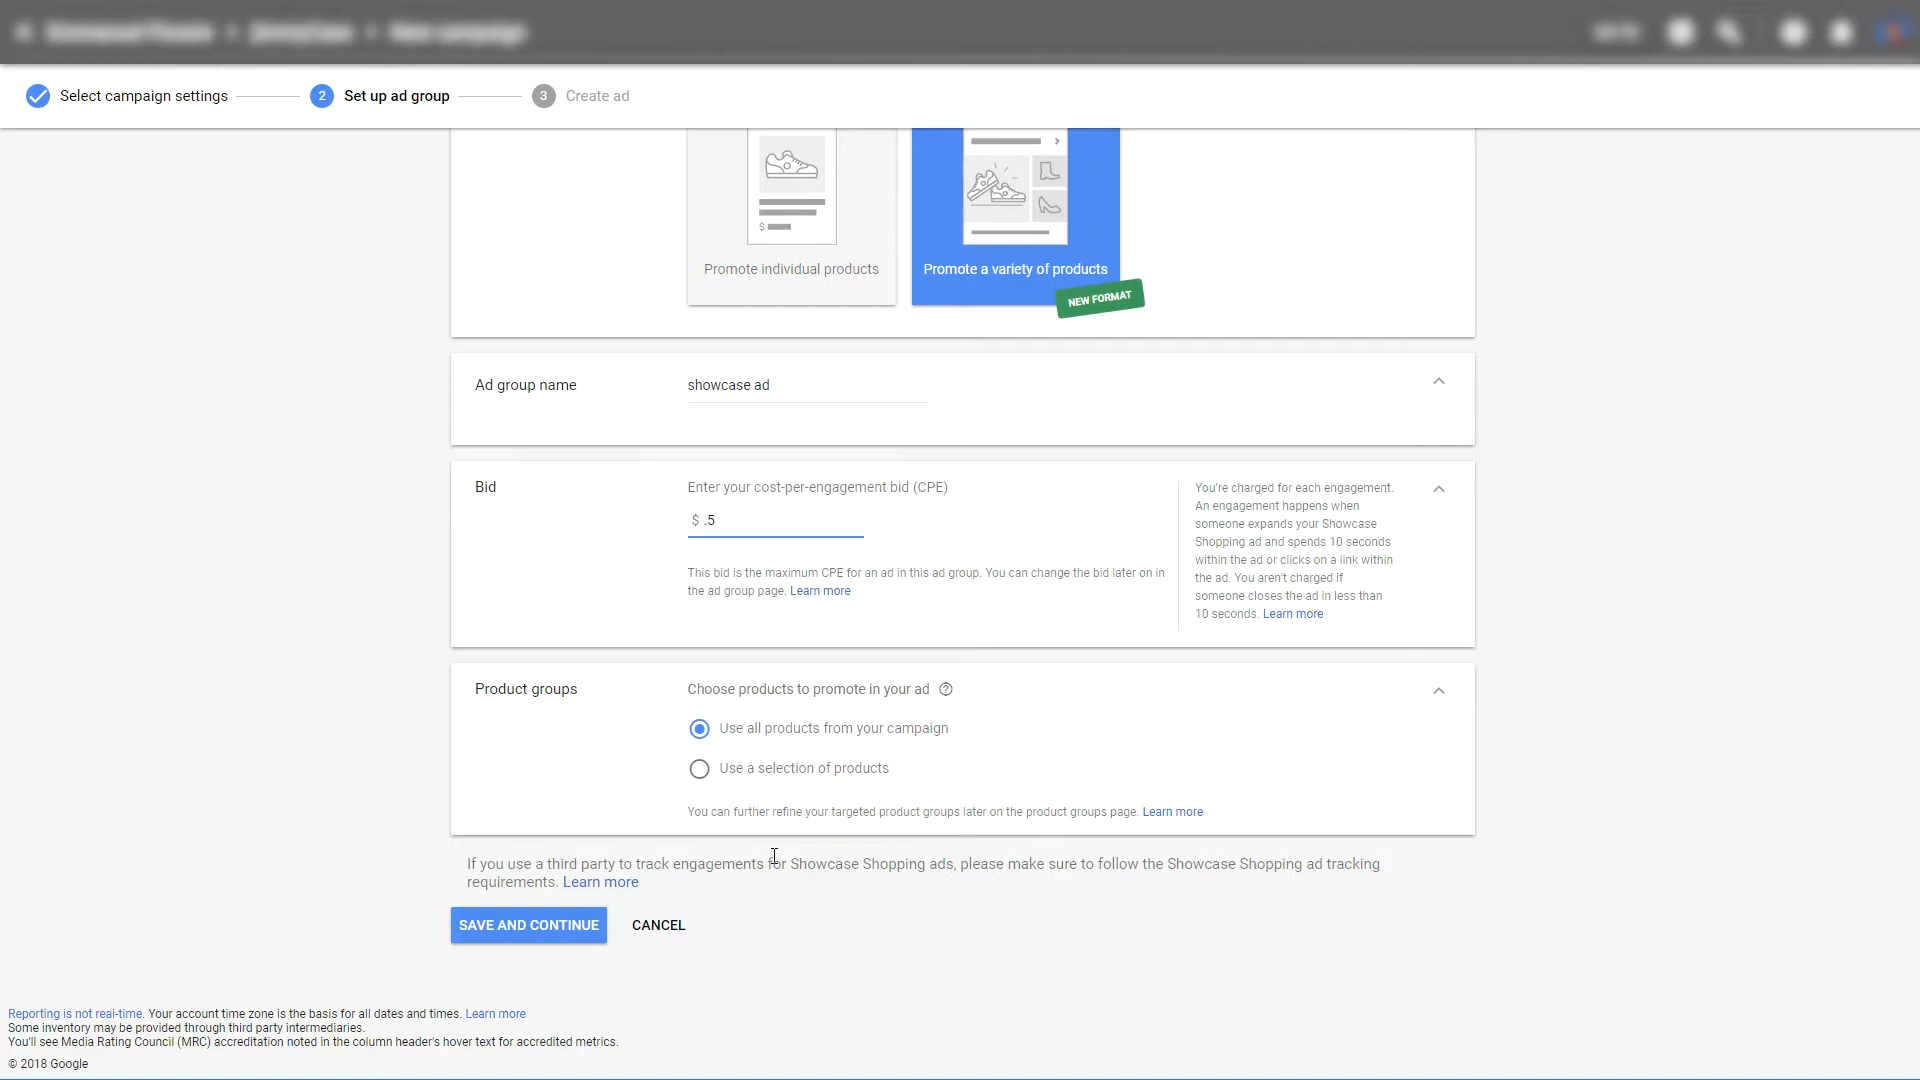 Select campaign settings
2
Set up ad group
3
Create ad
$
Promote individual products
Promote a variety of products
NEW FORMAT
Ad group name
showcase ad
Bid
Enter your cost-per-engagement bid (CPE)
$ .5
This bid is the maximum CPE for an ad in this ad group. You can change the bid later on in
the ad group page. Learn more
You're charged for each engagement.
An engagement happens when
someone expands your Showcase
Shopping ad and spends 10 seconds
within the ad or clicks on a link within
the ad. You aren't charged if
someone closes the ad in less than
10 seconds. Learn more
Product groups
Choose products to promote in your ad
Use all products from your campaign
Use a selection of products
You can further refine your targeted product groups later on the product groups page. Learn more
If you use a third party to track engagements for Showcase Shopping ads, please make sure to follow the Showcase Shopping ad tracking
requirements. Learn more
SAVE AND CONTINUE
CANCEL
Reporting is not real-time. Your account time zone is the basis for all dates and times. Learn more
Some inventory may be provided through third party intermediaries.
You'll see Media Rating Council (MRC) accreditation noted in the column header's hover text for accredited metrics.
© 2018 Google